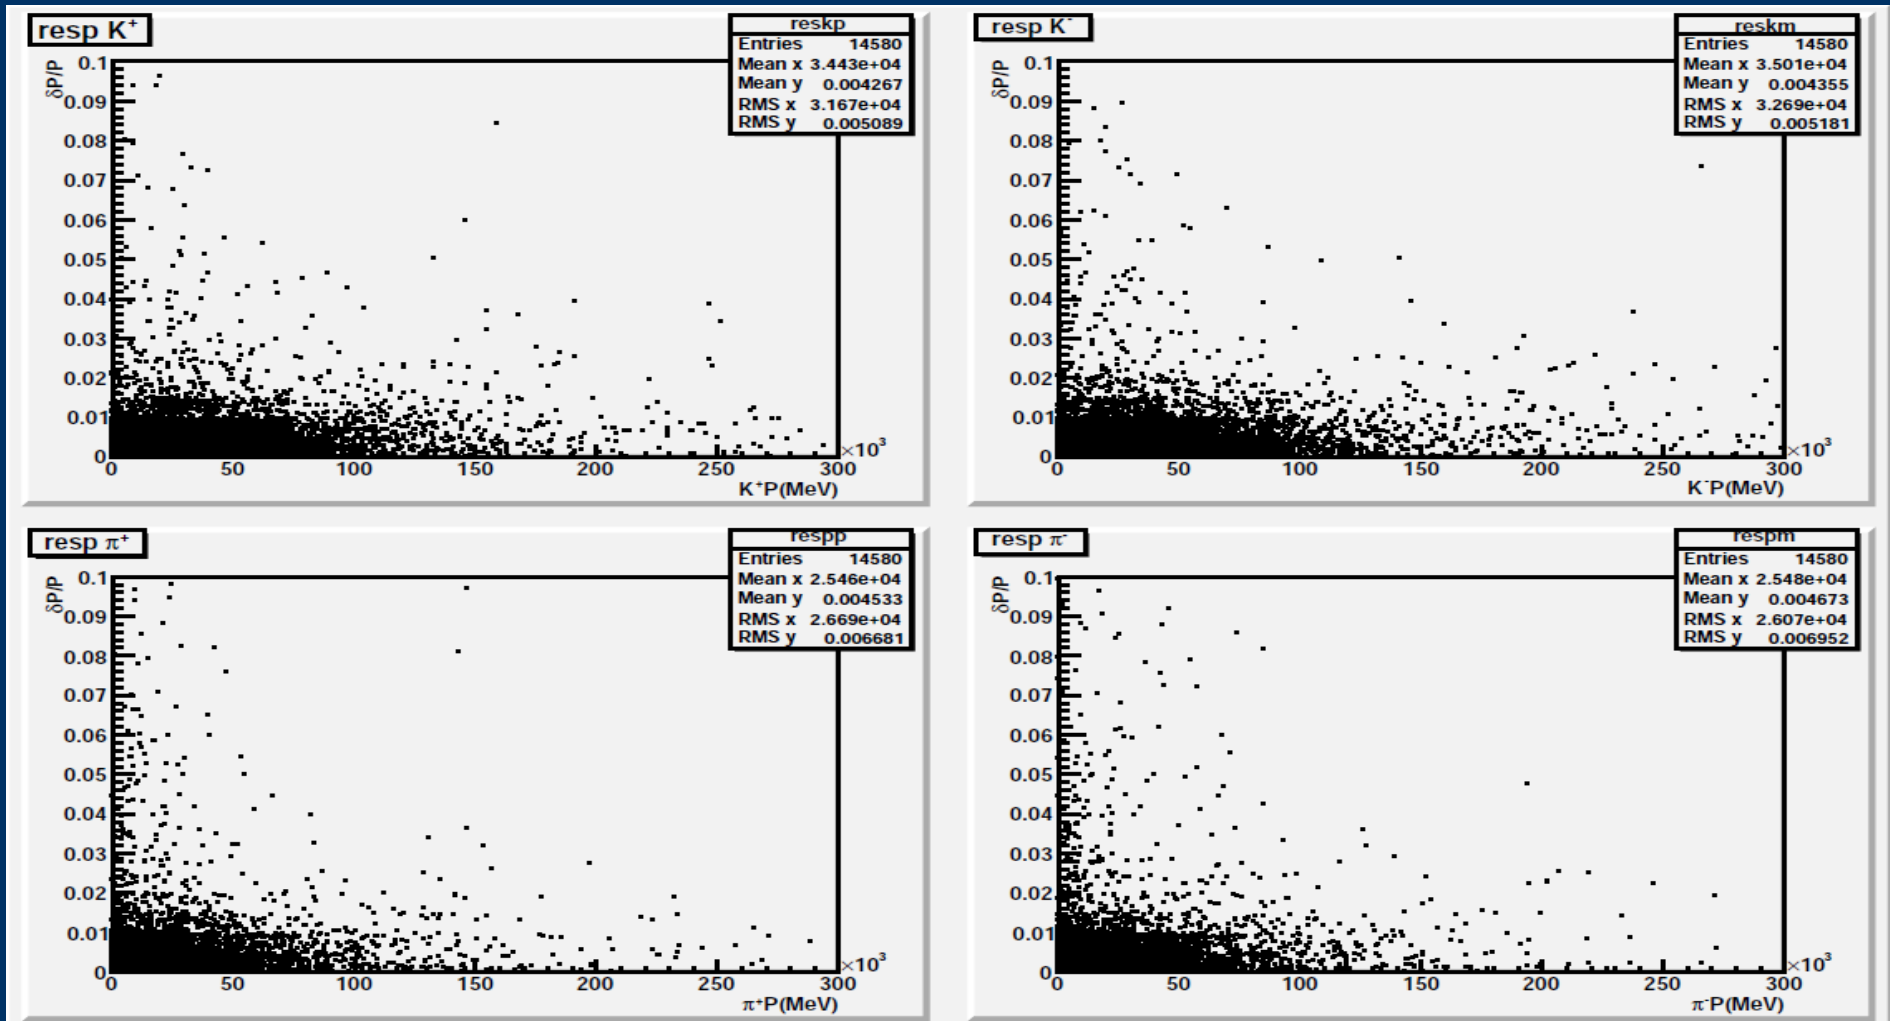 resp K⁺
reskp
Entries 14580
Mean x 3.443e+04
Mean y 0.004267
RMS x 3.167e+04
RMS y 0.005089
δP/P
0.1
0.09
0.08
0.07
0.06
0.05
0.04
0.03
0.02
0.01
0
0 50 100 150 200 250 300
×10³
K⁺P(MeV)
resp K⁻
reskm
Entries 14580
Mean x 3.501e+04
Mean y 0.004355
RMS x 3.269e+04
RMS y 0.005181
δP/P
0.1
0.09
0.08
0.07
0.06
0.05
0.04
0.03
0.02
0.01
0
0 50 100 150 200 250 300
×10³
K⁻P(MeV)
resp π⁺
respp
Entries 14580
Mean x 2.546e+04
Mean y 0.004533
RMS x 2.669e+04
RMS y 0.006681
δP/P
0.1
0.09
0.08
0.07
0.06
0.05
0.04
0.03
0.02
0.01
0
0 50 100 150 200 250 300
×10³
π⁺P(MeV)
resp π⁻
respm
Entries 14580
Mean x 2.548e+04
Mean y 0.004673
RMS x 2.607e+04
RMS y 0.006952
δP/P
0.1
0.09
0.08
0.07
0.06
0.05
0.04
0.03
0.02
0.01
0
0 50 100 150 200 250 300
×10³
π⁻P(MeV)